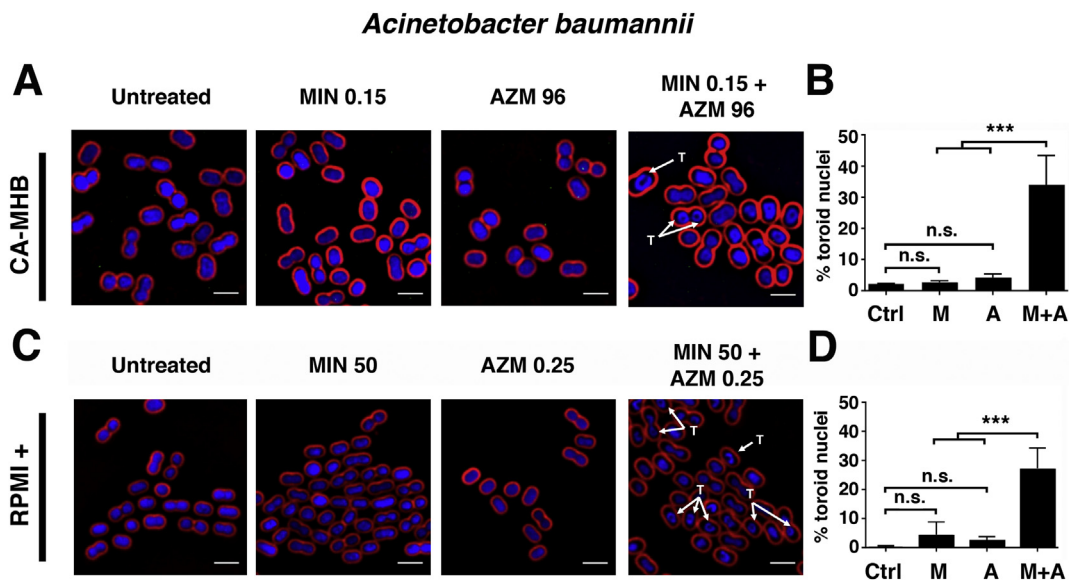 Acinetobacter baumannii
A
Untreated
MIN 0.15
AZM 96
MIN 0.15 +
AZM 96
CA-MHB
T
T
B
% toroid nuclei
50
40
30
20
10
0
***
n.s.
n.s.
Ctrl M A M+A
C
Untreated
MIN 50
AZM 0.25
MIN 50 +
AZM 0.25
RPMI +
T
T
T
T
D
% toroid nuclei
50
40
30
20
10
0
***
n.s.
n.s.
Ctrl M A M+A